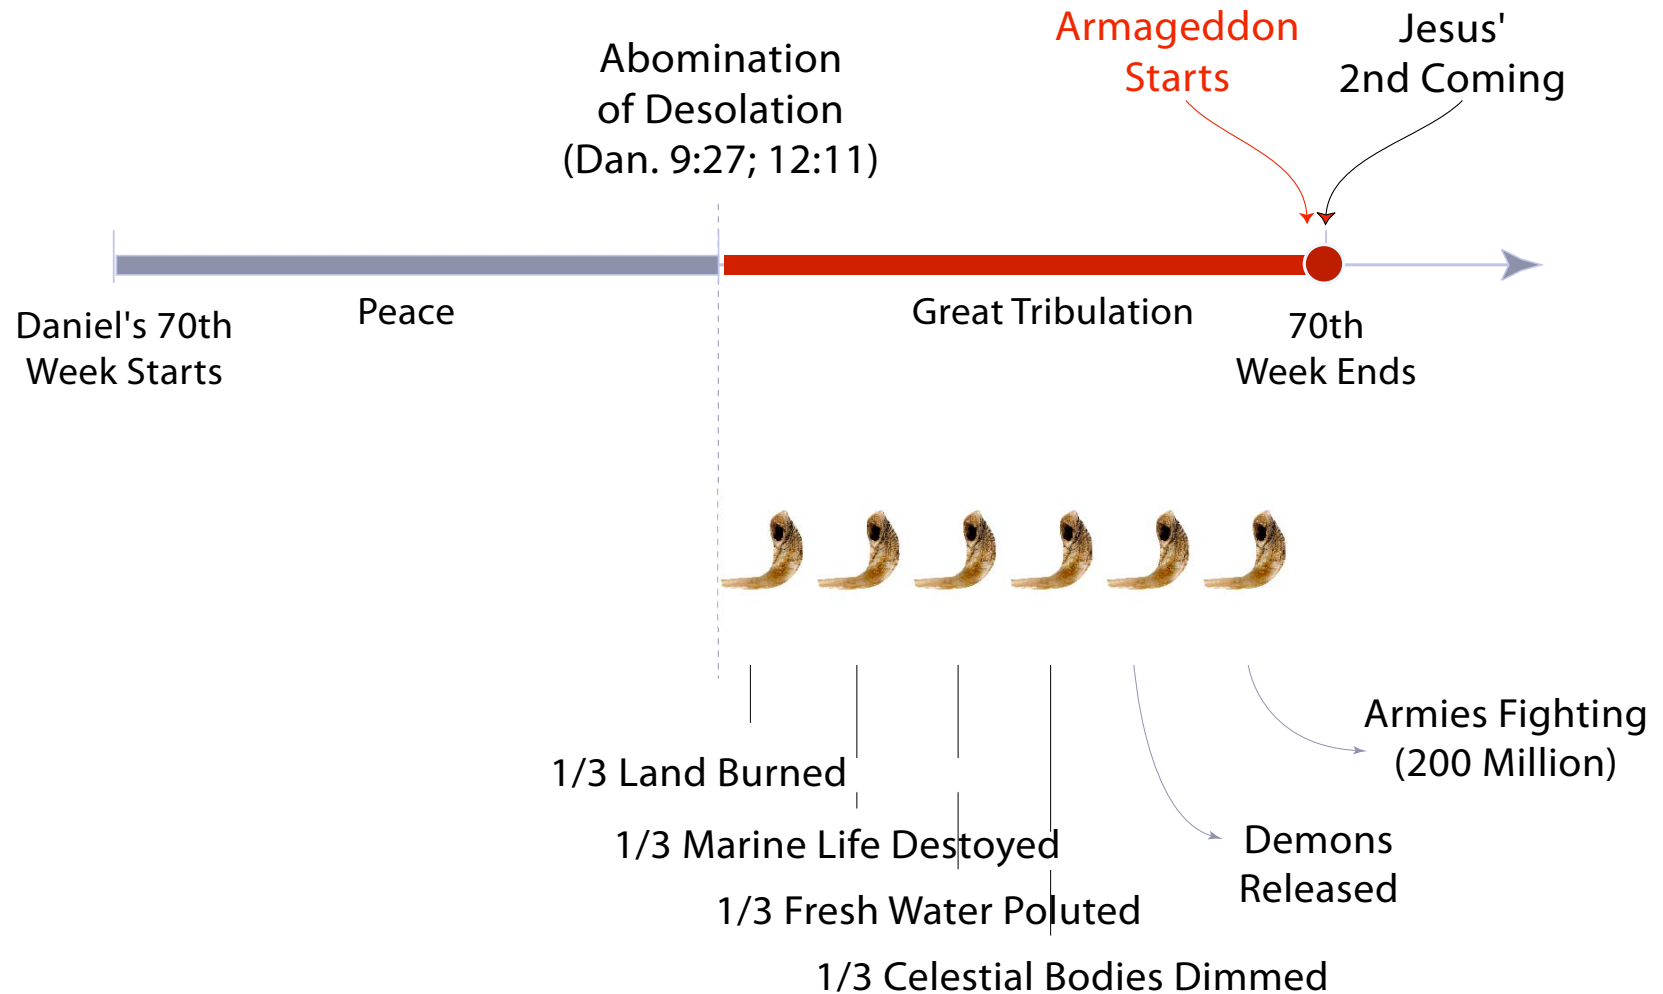 Armageddon
Starts
Jesus'
2nd Coming
Abomination
of Desolation
(Dan. 9:27; 12:11)
Daniel's 70th
Week Starts
Peace
Great Tribulation
70th
Week Ends
1/3 Land Burned
1/3 Marine Life Destoyed
1/3 Fresh Water Poluted
1/3 Celestial Bodies Dimmed
Demons
Released
Armies Fighting
(200 Million)